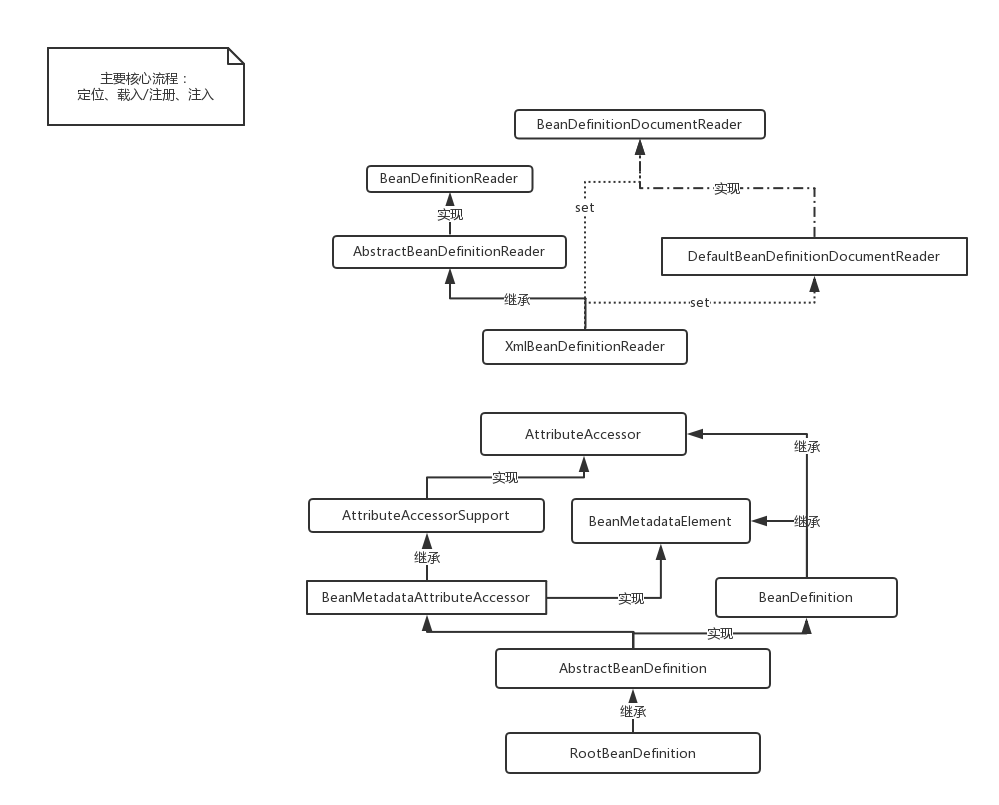 主要核心流程：
定位、载入/注册、注入
BeanDefinitionDocumentReader
BeanDefinitionReader
实现
set
实现
AbstractBeanDefinitionReader
DefaultBeanDefinitionDocumentReader
继承
set
XmlBeanDefinitionReader
AttributeAccessor
继承
实现
AttributeAccessorSupport
BeanMetadataElement
继承
继承
BeanMetadataAttributeAccessor
实现
BeanDefinition
实现
AbstractBeanDefinition
继承
RootBeanDefinition